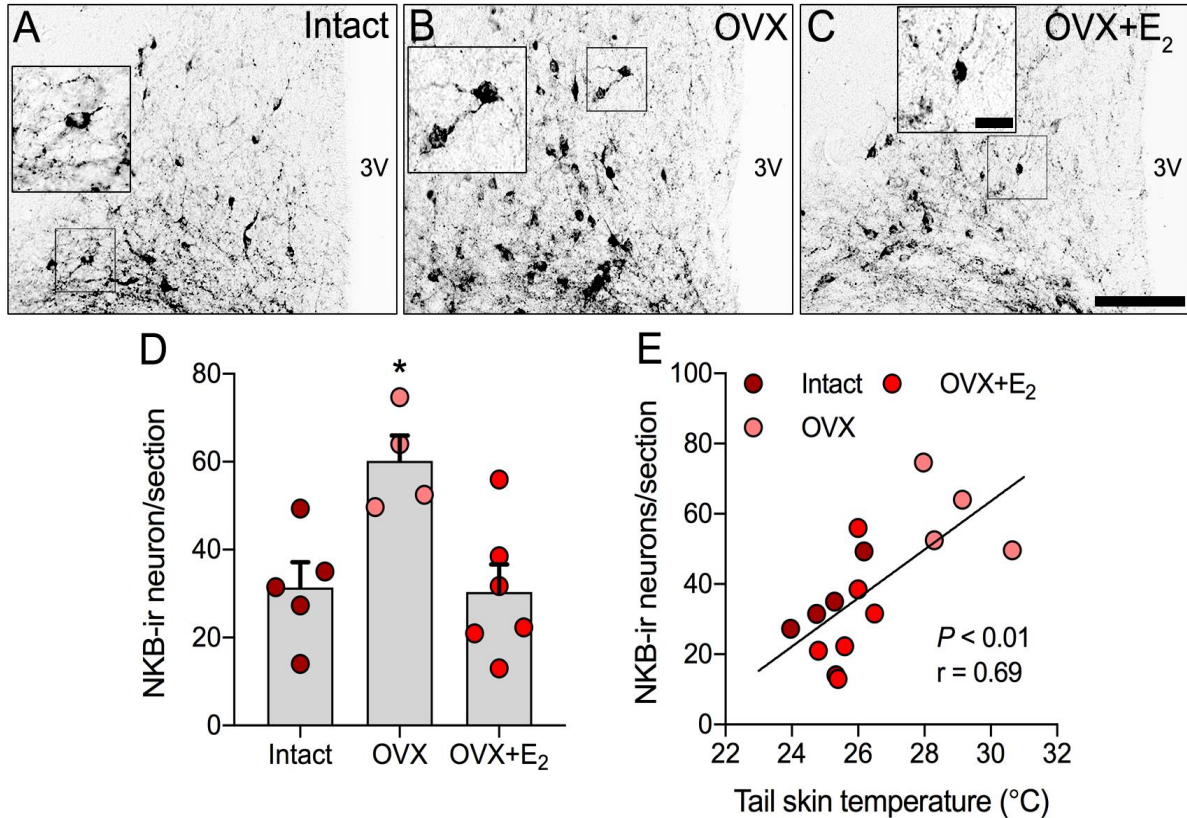 A Intact
B OVX
C OVX+E₂
3V
3V
3V
D
NKB-ir neuron/section
80
60
40
20
0
*
Intact OVX OVX+E₂
E
NKB-ir neurons/section
100
80
60
40
20
0
Intact OVX+E₂
OVX
P < 0.01
r = 0.69
22 24 26 28 30 32
Tail skin temperature (°C)